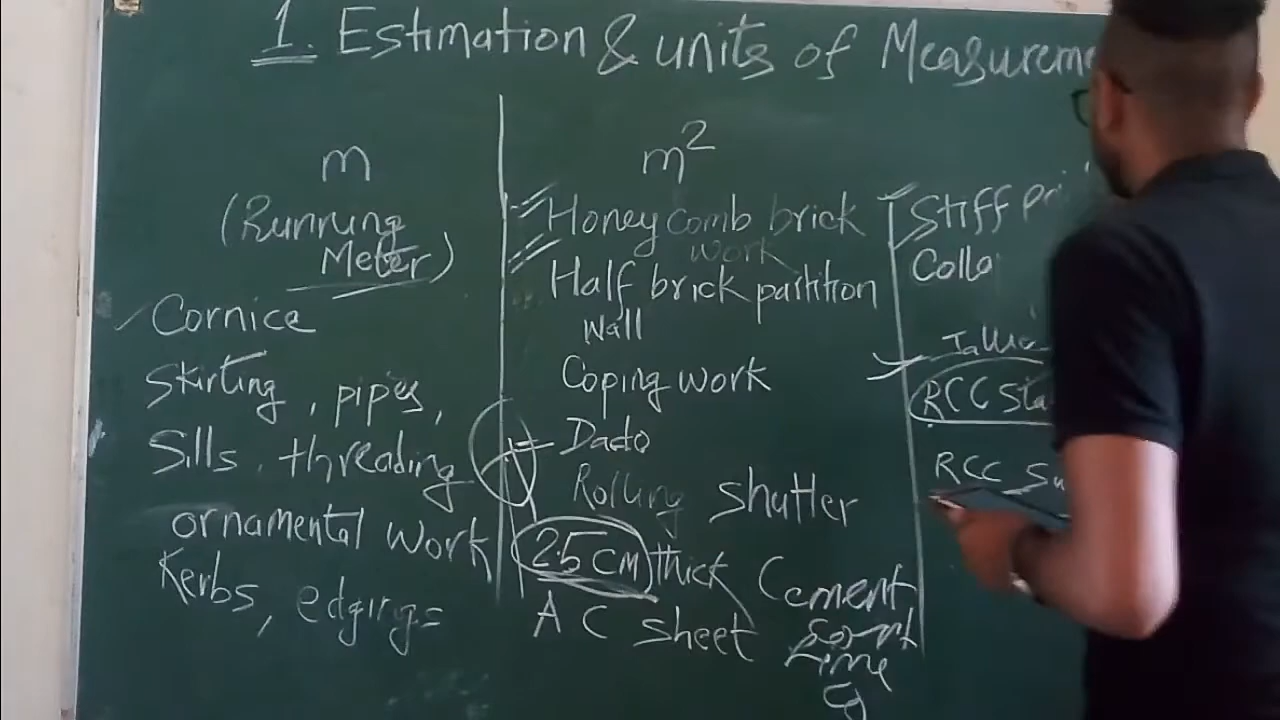 1. Estimation & units of Measureme
m
(Running
Meter)
Cornice
Skirting, pipes,
Sills, threading
ornamental work
Kerbs, edgings
m²
Honey comb brick
work
Half brick partition
Wall
Coping work
Dado
Rolling shutter
2.5 cm thick Cement
A C sheet
Stiff
RCC
RCC